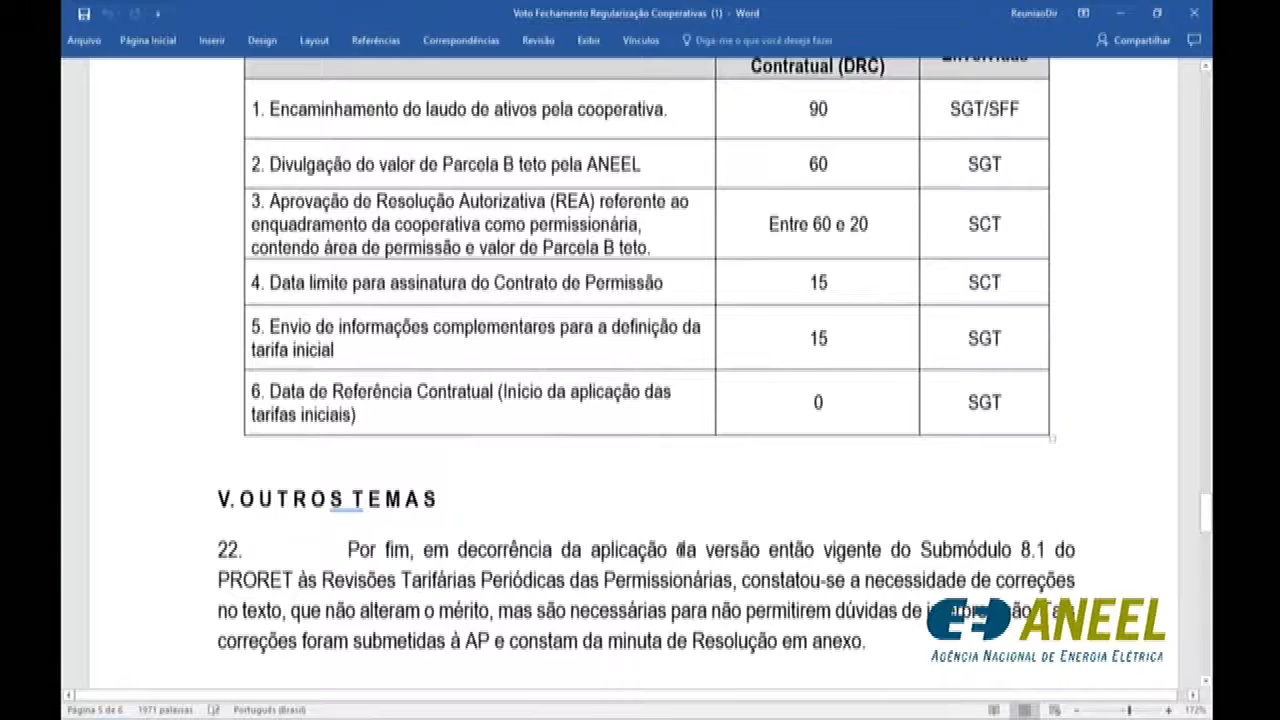 Voto Fechamento Regularização Cooperativas (1) - Word
ReuniaoDir
Arquivo Página Inicial Inserir Design Layout Referências Correspondências Revisão Exibir Vínculos Diga-me o que você deseja fazer Compartilhar
Contratual (DRC)
1. Encaminhamento do laudo de ativos pela cooperativa. 90 SGT/SFF
2. Divulgação do valor de Parcela B teto pela ANEEL 60 SGT
3. Aprovação de Resolução Autorizativa (REA) referente ao
enquadramento da cooperativa como permissionária, Entre 60 e 20 SCT
contendo área de permissão e valor de Parcela B teto.
4. Data limite para assinatura do Contrato de Permissão 15 SCT
5. Envio de informações complementares para a definição da
tarifa inicial 15 SGT
6. Data de Referência Contratual (Início da aplicação das
tarifas iniciais) 0 SGT
V. OUTROS TEMAS
22. Por fim, em decorrência da aplicação da versão então vigente do Submódulo 8.1 do
PRORET às Revisões Tarifárias Periódicas das Permissionárias, constatou-se a necessidade de correções
no texto, que não alteram o mérito, mas são necessárias para não permitirem dúvidas de
correções foram submetidas à AP e constam da minuta de Resolução em anexo.
ANEEL
AGÊNCIA NACIONAL DE ENERGIA ELÉTRICA
Página 5 de 6 1971 palavras Português (Brasil) 172%